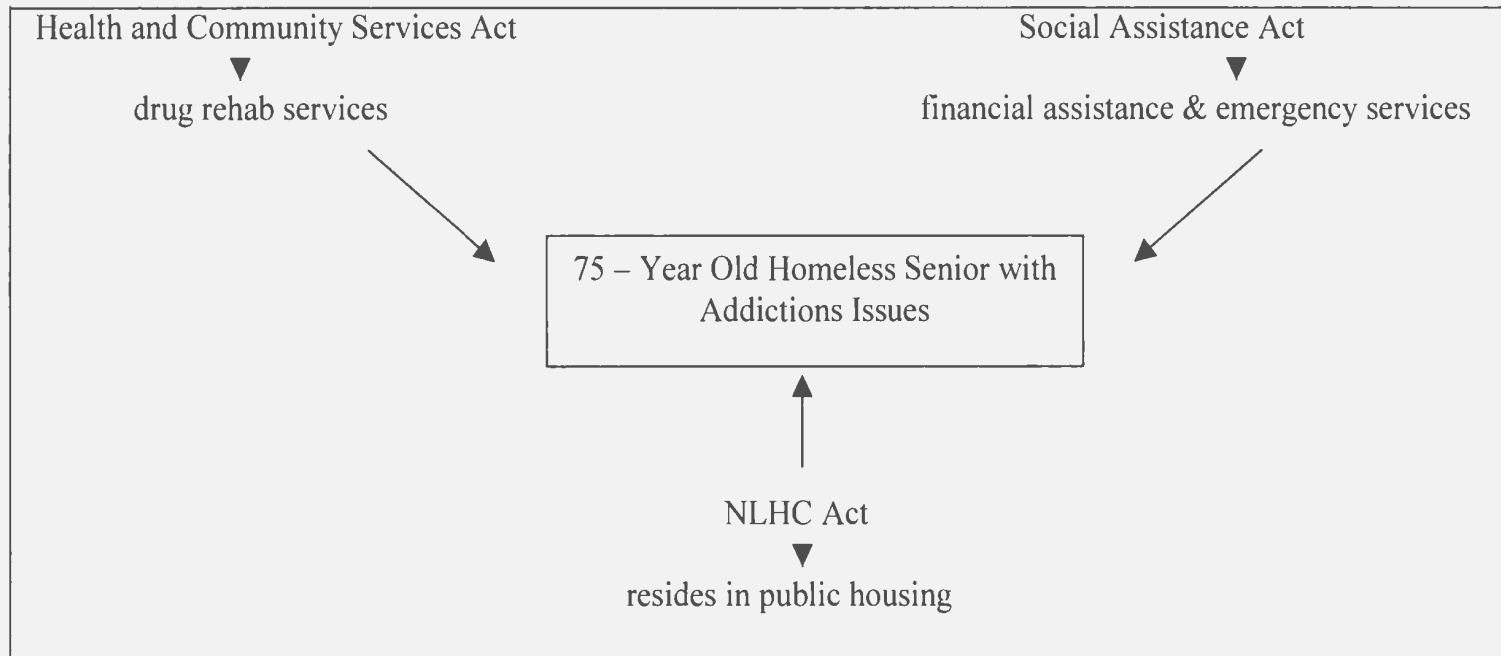 Health and Community Services Act
drug rehab services
Social Assistance Act
financial assistance & emergency services
75 – Year Old Homeless Senior with
Addictions Issues
NLHC Act
resides in public housing